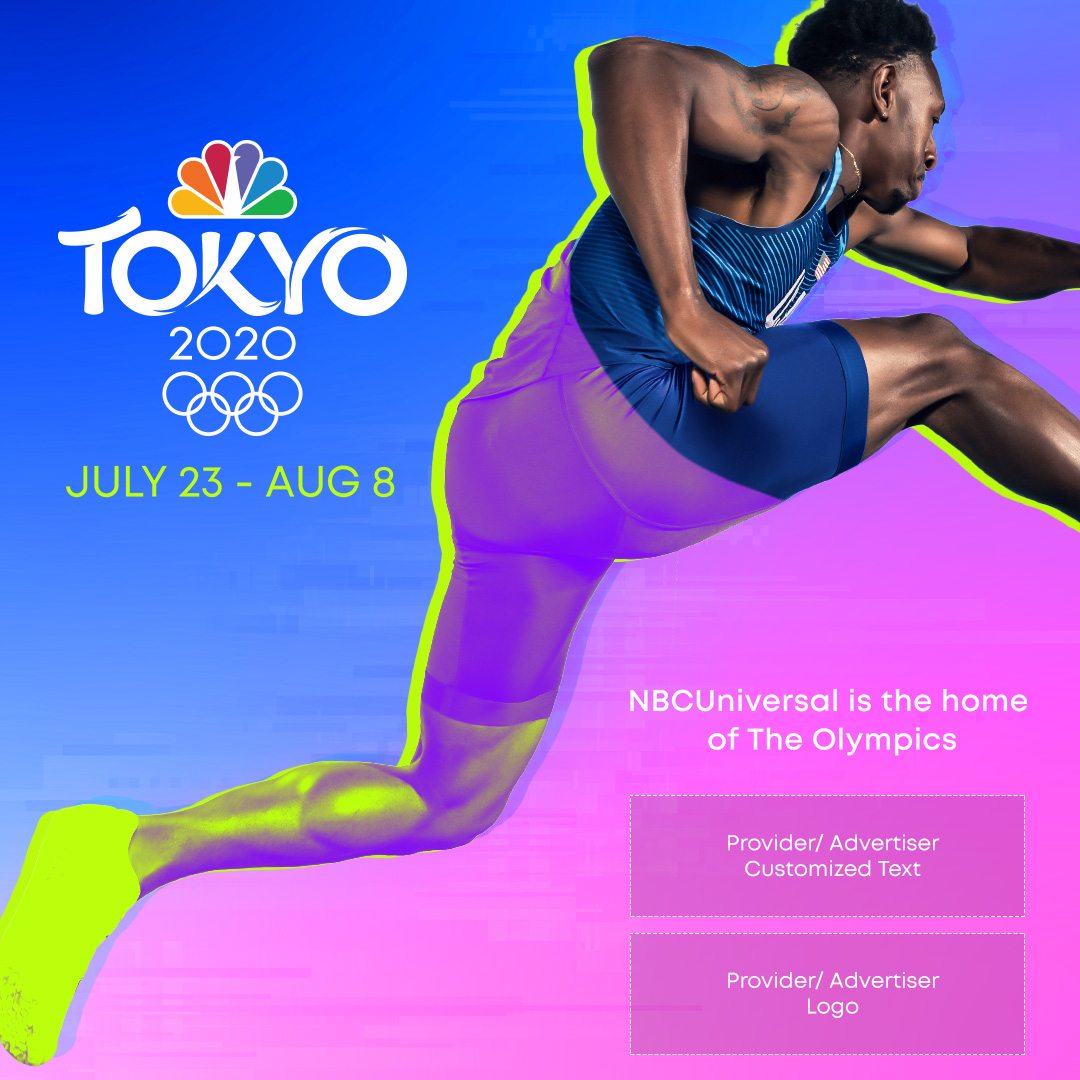 TOKYO
2020
JULY 23 - AUG 8
NBCUniversal is the home
of The Olympics
Provider/ Advertiser
Customized Text
Provider/ Advertiser
Logo